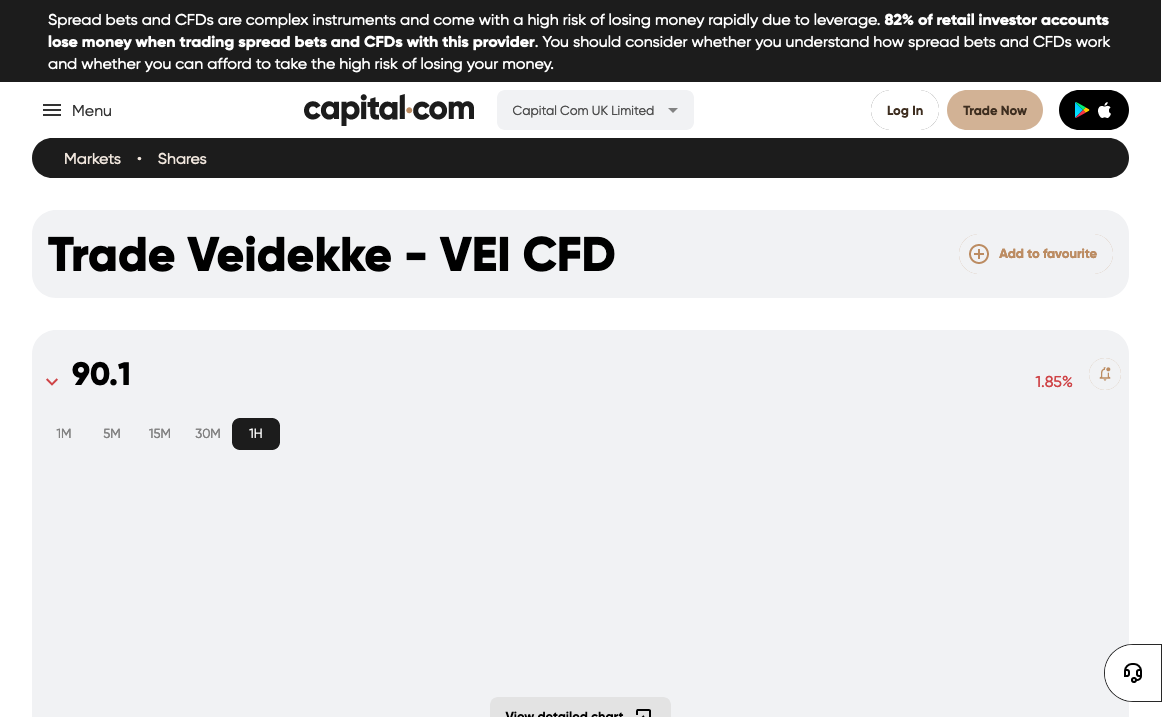 Spread bets and CFDs are complex instruments and come with a high risk of losing money rapidly due to leverage. 82% of retail investor accounts
lose money when trading spread bets and CFDs with this provider. You should consider whether you understand how spread bets and CFDs work
and whether you can afford to take the high risk of losing your money.
Menu
capital.com
Capital Com UK Limited
Log In
Trade Now
Markets • Shares
Trade Veidekke - VEI CFD
Add to favourite
90.1
1.85%
1M 5M 15M 30M 1H
View detailed chart